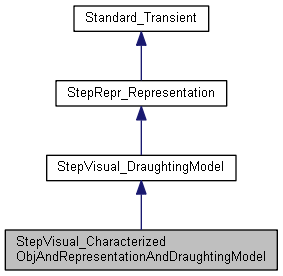 Standard_Transient
StepRepr_Representation
StepVisual_DraughtingModel
StepVisual_Characterized
ObjAndRepresentationAndDraughtingModel